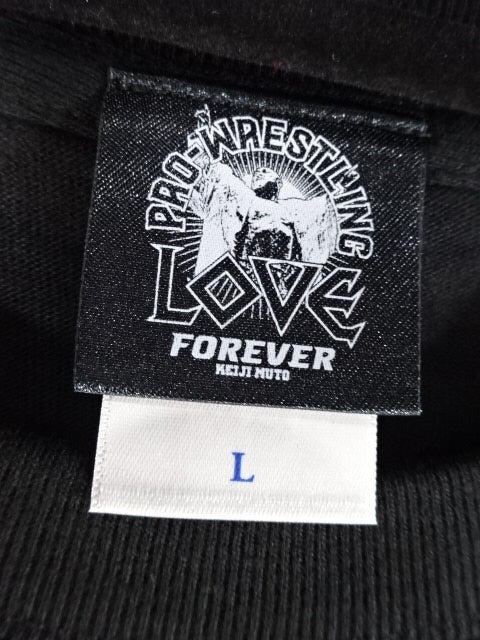 PRO-WRESTLING
LOVE
FOREVER
KEIJI MUTO
L